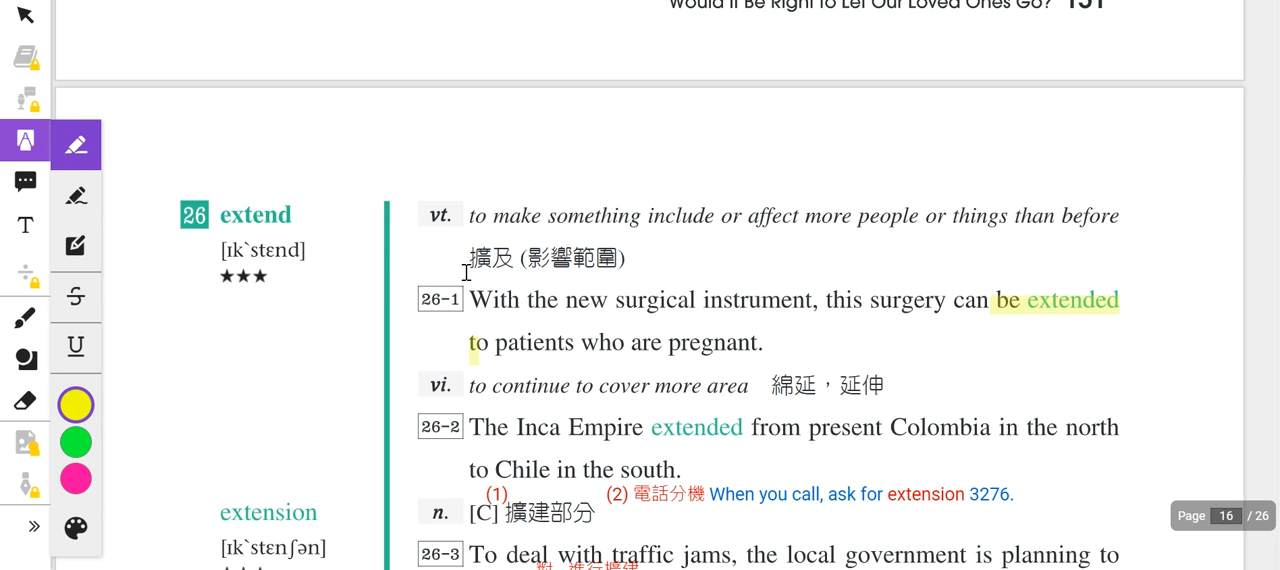 Would It Be Right to Let Our Loved Ones Go? 151
26 extend vt. to make something include or affect more people or things than before
[ɪkˋstɛnd] 擴及 (影響範圍)
★★★
26-1 With the new surgical instrument, this surgery can be extended
to patients who are pregnant.
vi. to continue to cover more area 綿延，延伸
26-2 The Inca Empire extended from present Colombia in the north
to Chile in the south.
(1) (2) 電話分機 When you call, ask for extension 3276.
extension n. [C] 擴建部分
[ɪkˋstɛnʃən]
26-3 To deal with traffic jams, the local government is planning to
Page 16 / 26